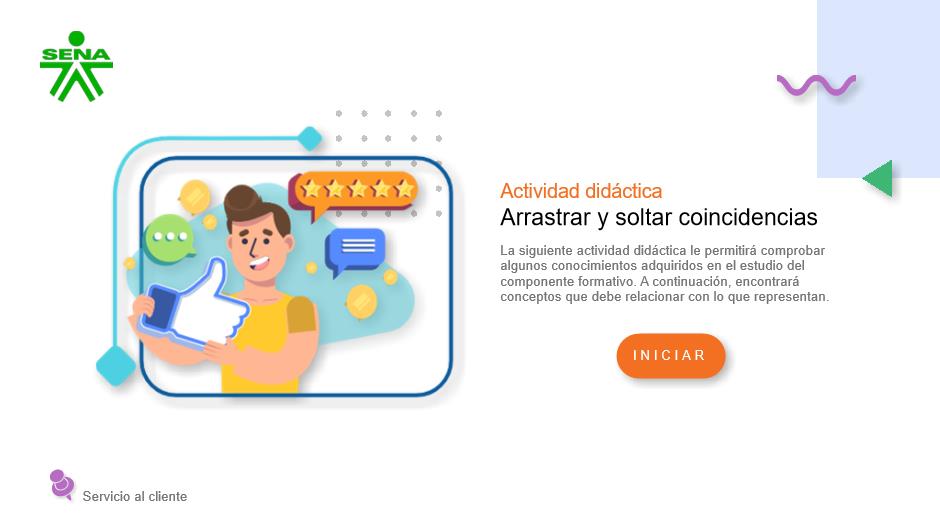 SENA
Actividad didáctica
Arrastrar y soltar coincidencias
La siguiente actividad didáctica le permitirá comprobar
algunos conocimientos adquiridos en el estudio del
componente formativo. A continuación, encontrará
conceptos que debe relacionar con lo que representan.
INICIAR
Servicio al cliente